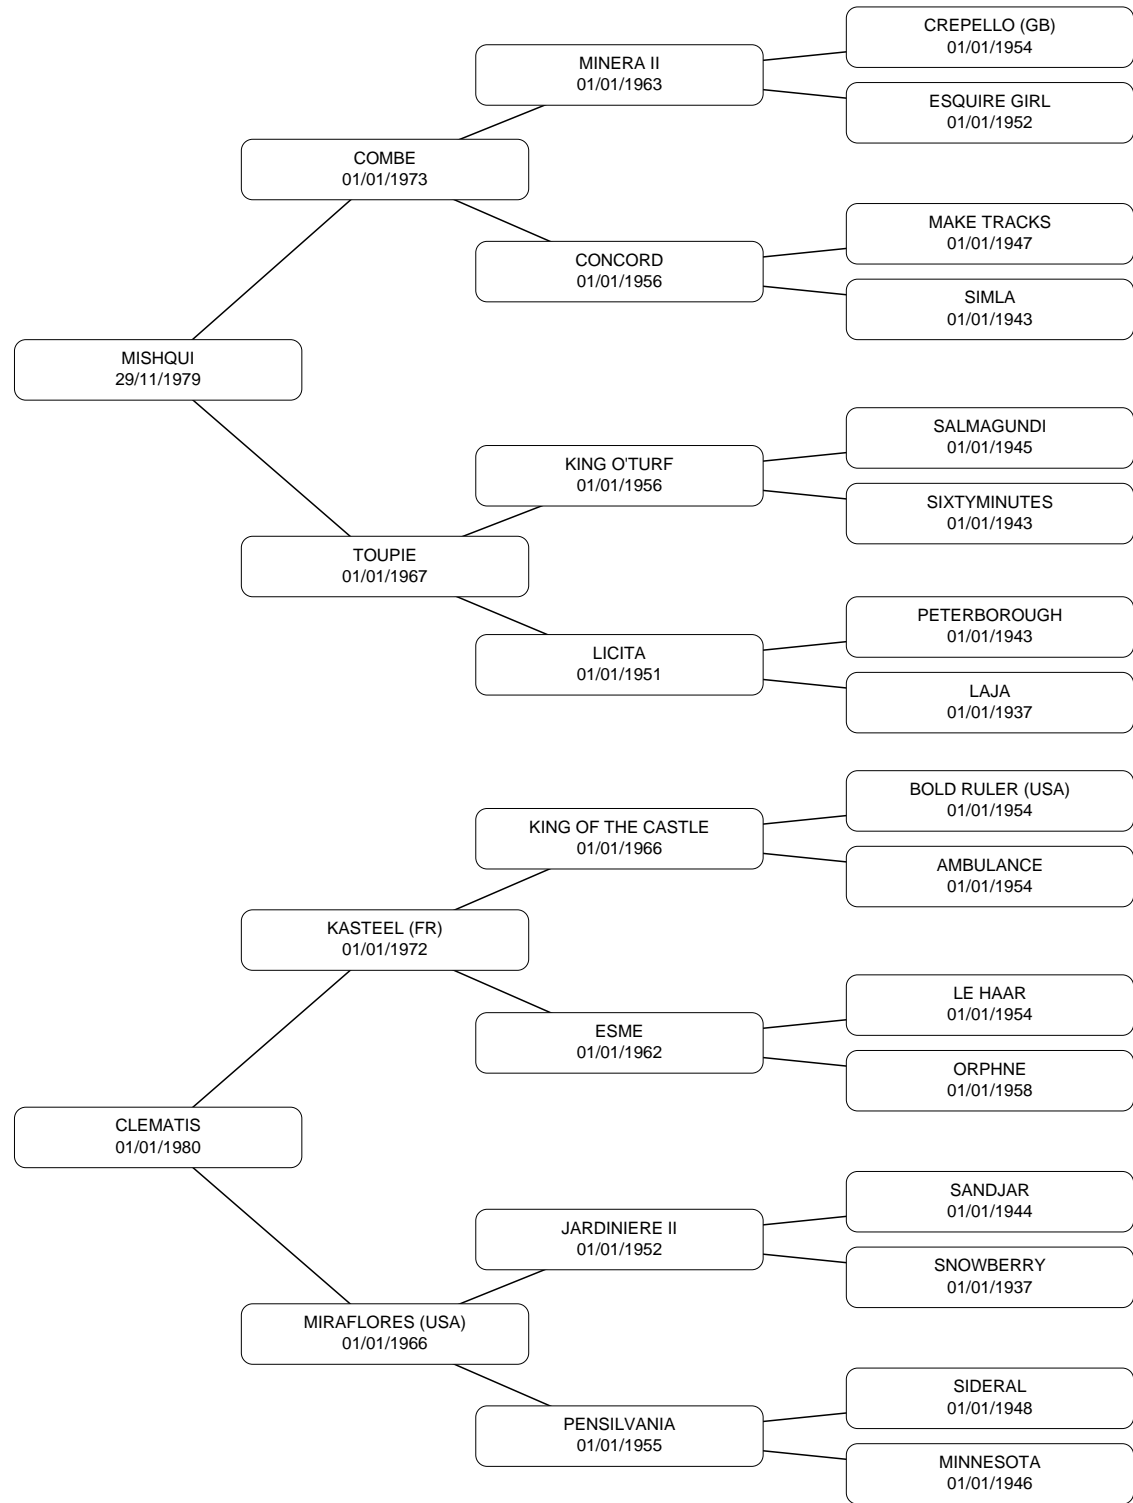 CREPELLO (GB)
01/01/1954
MINERA II
01/01/1963
ESQUIRE GIRL
01/01/1952
COMBE
01/01/1973
MAKE TRACKS
01/01/1947
CONCORD
01/01/1956
SIMLA
01/01/1943
MISHQUI
29/11/1979
SALMAGUNDI
01/01/1945
KING O'TURF
01/01/1956
SIXTYMINUTES
01/01/1943
TOUPIE
01/01/1967
PETERBOROUGH
01/01/1943
LICITA
01/01/1951
LAJA
01/01/1937
BOLD RULER (USA)
01/01/1954
KING OF THE CASTLE
01/01/1966
AMBULANCE
01/01/1954
KASTEEL (FR)
01/01/1972
LE HAAR
01/01/1954
ESME
01/01/1962
ORPHNE
01/01/1958
CLEMATIS
01/01/1980
SANDJAR
01/01/1944
JARDINIERE II
01/01/1952
SNOWBERRY
01/01/1937
MIRAFLORES (USA)
01/01/1966
SIDERAL
01/01/1948
PENSILVANIA
01/01/1955
MINNESOTA
01/01/1946